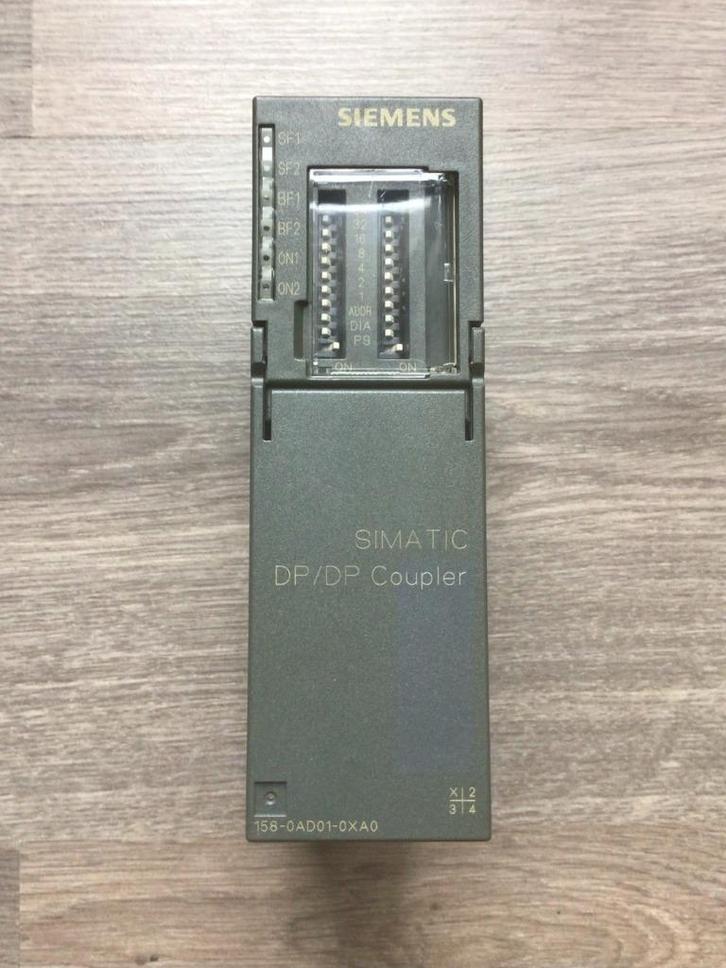 SIEMENS
SF1
SF2
BF1
BF2
ON1
ON2
32
16
8
4
2
1
ADDR
DIA
PS
ON ON
SIMATIC
DP/DP Coupler
X 2
3 4
158-0AD01-0XA0